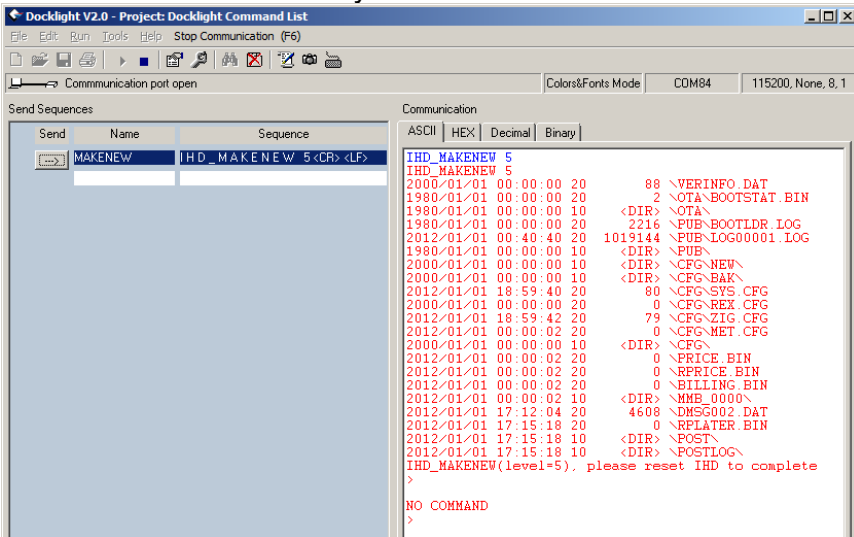 Docklight V2.0 - Project: Docklight Command List
File Edit Run Tools Help Stop Communication (F6)
Commmunication port open Colors&Fonts Mode COM84 115200, None, 8, 1
Send Sequences
Send Name Sequence
---> MAKENEW IHD_MAKENEW 5<CR><LF>
Communication
ASCII HEX Decimal Binary
IHD_MAKENEW 5
IHD_MAKENEW 5
2000/01/01 00:00:00 20 88 \VERINFO.DAT
1980/01/01 00:00:00 20 2 \OTA\BOOTSTAT.BIN
1980/01/01 00:00:00 10 <DIR> \OTA\
1980/01/01 00:00:00 20 2216 \PUB\BOOTLDR.LOG
2012/01/01 00:40:40 20 1019144 \PUB\LOG00001.LOG
1980/01/01 00:00:00 10 <DIR> \PUB\
2000/01/01 00:00:00 10 <DIR> \CFG\NEW\
2000/01/01 00:00:00 10 <DIR> \CFG\BAK\
2012/01/01 18:59:40 20 80 \CFG\SYS.CFG
2000/01/01 00:00:00 20 0 \CFG\REX.CFG
2012/01/01 18:59:42 20 79 \CFG\ZIG.CFG
2012/01/01 00:00:02 20 0 \CFG\MET.CFG
2000/01/01 00:00:00 10 <DIR> \CFG\
2012/01/01 00:00:02 20 0 \PRICE.BIN
2012/01/01 00:00:02 20 0 \RPRICE.BIN
2012/01/01 00:00:02 20 0 \BILLING.BIN
2012/01/01 00:00:02 10 <DIR> \MMB_0000\
2012/01/01 17:12:04 20 4608 \DMSG002.DAT
2012/01/01 17:15:18 20 0 \RPLATER.BIN
2012/01/01 17:15:18 10 <DIR> \POST\
2012/01/01 17:15:18 10 <DIR> \POSTLOG\
IHD_MAKENEW(level=5), please reset IHD to complete
>
NO COMMAND
>